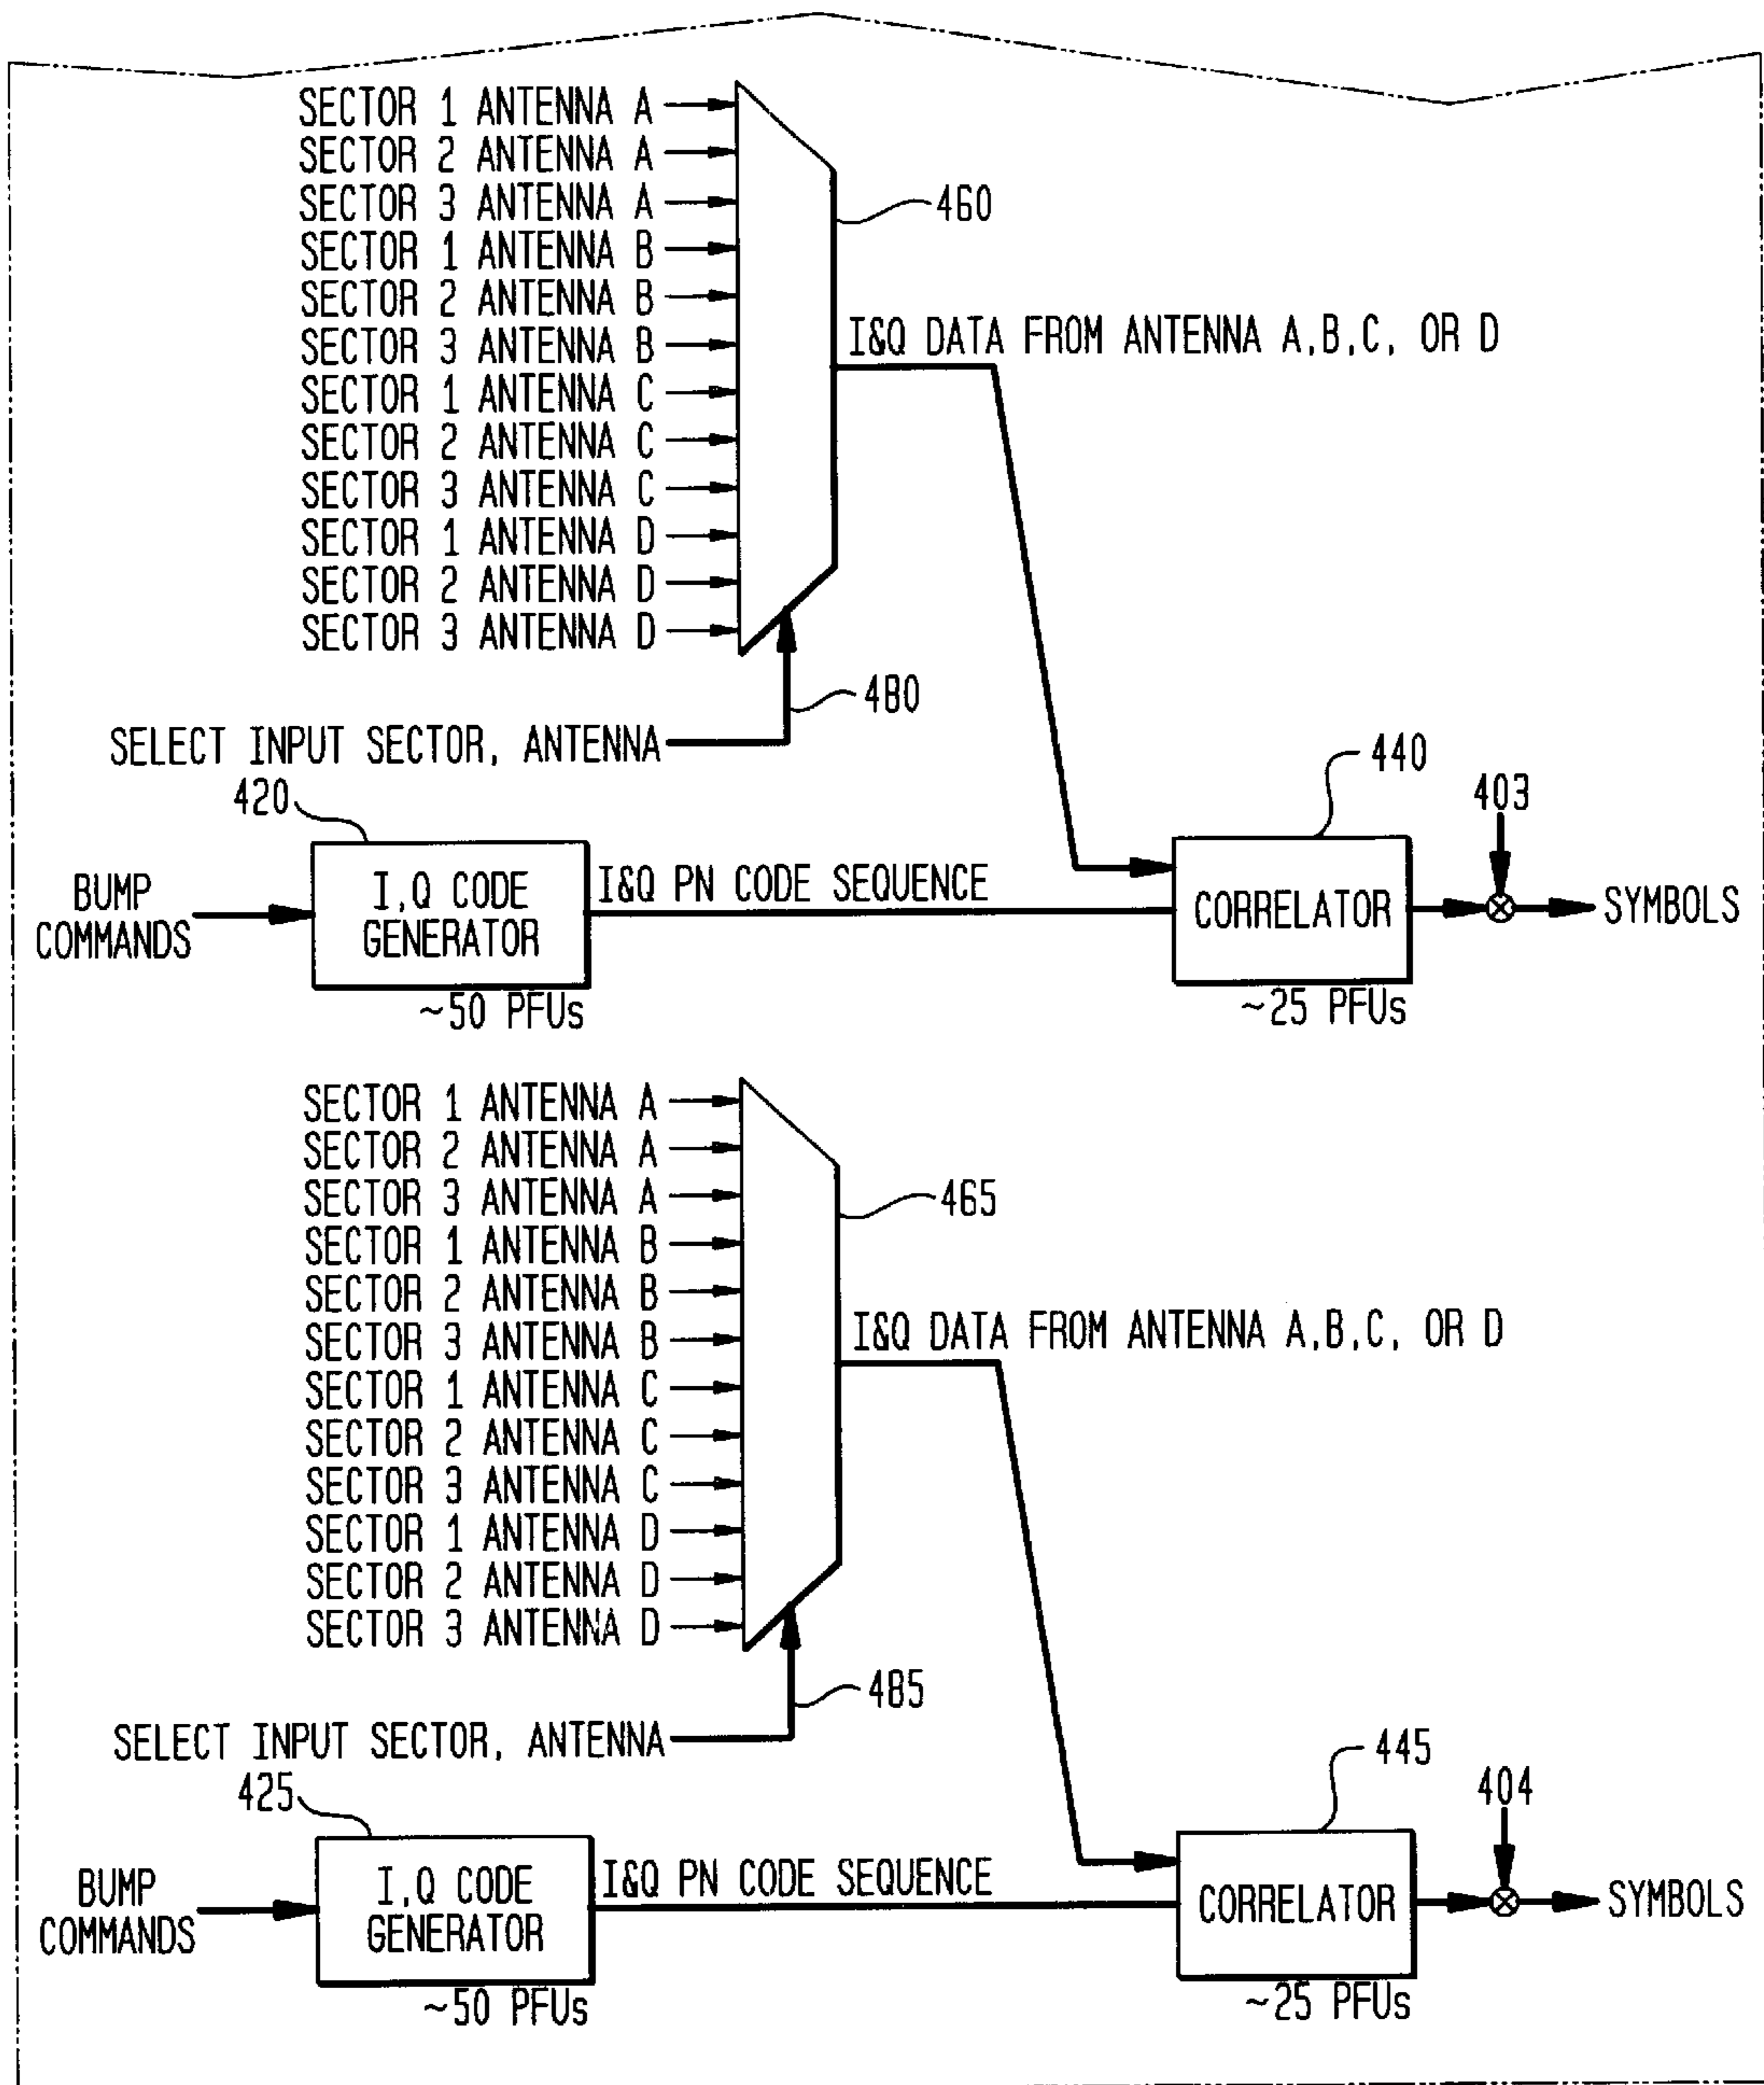 SECTOR 1 ANTENNA A
SECTOR 2 ANTENNA A
SECTOR 3 ANTENNA A
460
SECTOR 1 ANTENNA B
SECTOR 2 ANTENNA B
SECTOR 3 ANTENNA B
I&Q DATA FROM ANTENNA A,B,C, OR D
SECTOR 1 ANTENNA C
SECTOR 2 ANTENNA C
SECTOR 3 ANTENNA C
SECTOR 1 ANTENNA D
SECTOR 2 ANTENNA D
SECTOR 3 ANTENNA D
480
SELECT INPUT SECTOR, ANTENNA
420
440
403
BUMP
COMMANDS
I,Q CODE
GENERATOR
I&Q PN CODE SEQUENCE
CORRELATOR
SYMBOLS
~50 PFUs
~25 PFUs
SECTOR 1 ANTENNA A
SECTOR 2 ANTENNA A
SECTOR 3 ANTENNA A
465
SECTOR 1 ANTENNA B
SECTOR 2 ANTENNA B
SECTOR 3 ANTENNA B
I&Q DATA FROM ANTENNA A,B,C, OR D
SECTOR 1 ANTENNA C
SECTOR 2 ANTENNA C
SECTOR 3 ANTENNA C
SECTOR 1 ANTENNA D
SECTOR 2 ANTENNA D
SECTOR 3 ANTENNA D
485
SELECT INPUT SECTOR, ANTENNA
425
445
404
BUMP
COMMANDS
I,Q CODE
GENERATOR
I&Q PN CODE SEQUENCE
CORRELATOR
SYMBOLS
~50 PFUs
~25 PFUs